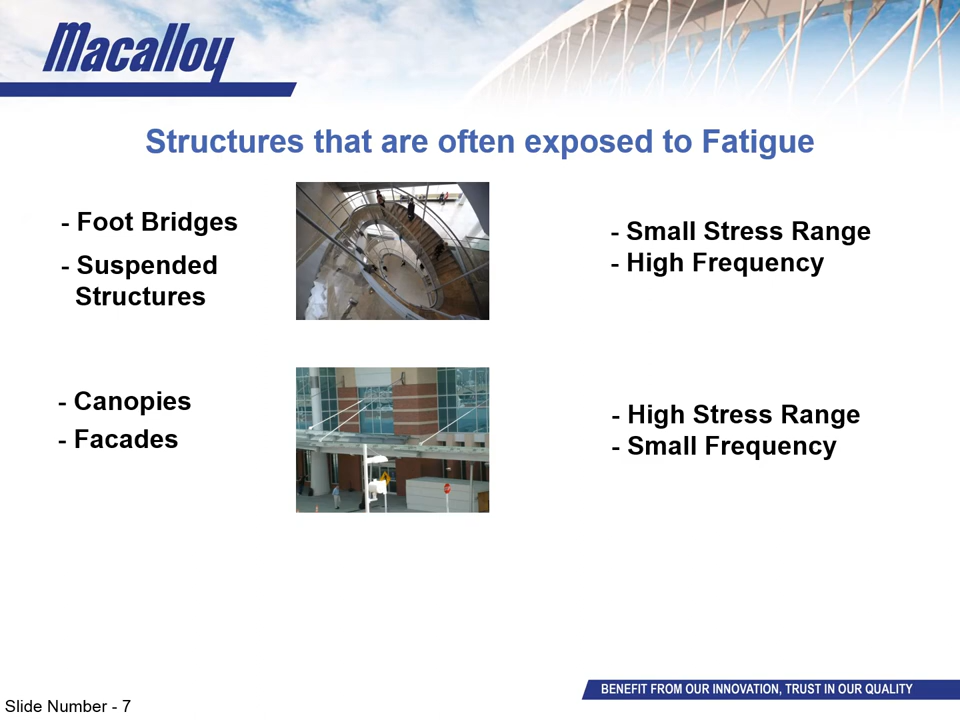 Macalloy
Structures that are often exposed to Fatigue
- Foot Bridges
- Suspended
Structures
- Small Stress Range
- High Frequency
- Canopies
- Facades
- High Stress Range
- Small Frequency
BENEFIT FROM OUR INNOVATION, TRUST IN OUR QUALITY
Slide Number - 7